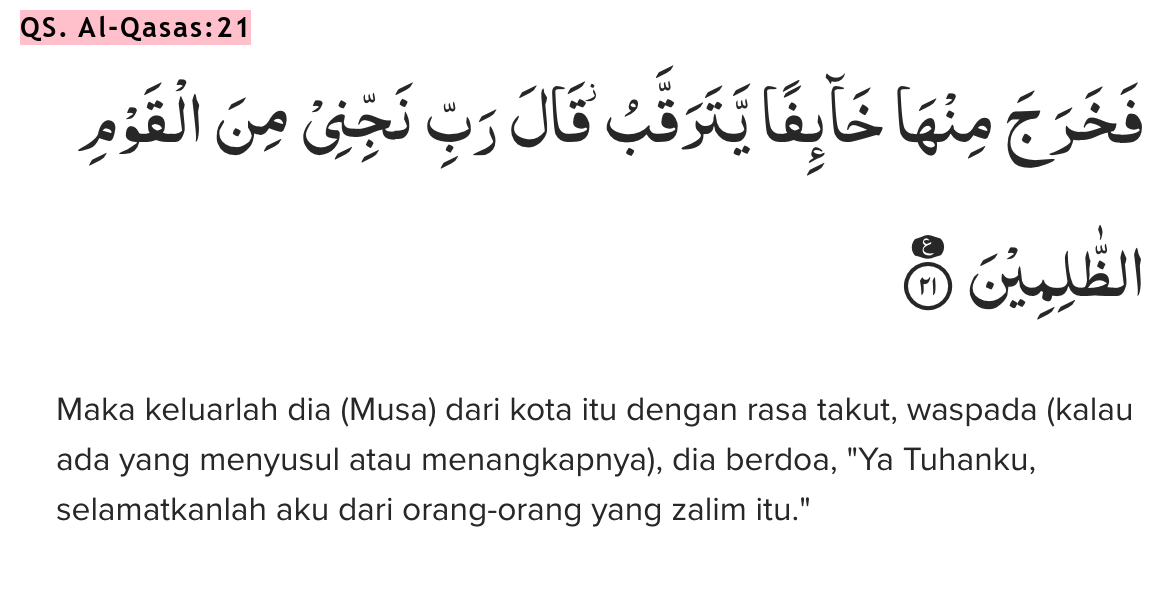 QS. Al-Qasas:21
فَخَرَجَ مِنْهَا خَاۤىِٕفًا يَّتَرَقَّبُ ۖقَالَ رَبِّ نَجِّنِيْ مِنَ الْقَوْمِ
الظّٰلِمِيْنَ ࣖ ٢١
Maka keluarlah dia (Musa) dari kota itu dengan rasa takut, waspada (kalau
ada yang menyusul atau menangkapnya), dia berdoa, "Ya Tuhanku,
selamatkanlah aku dari orang-orang yang zalim itu."